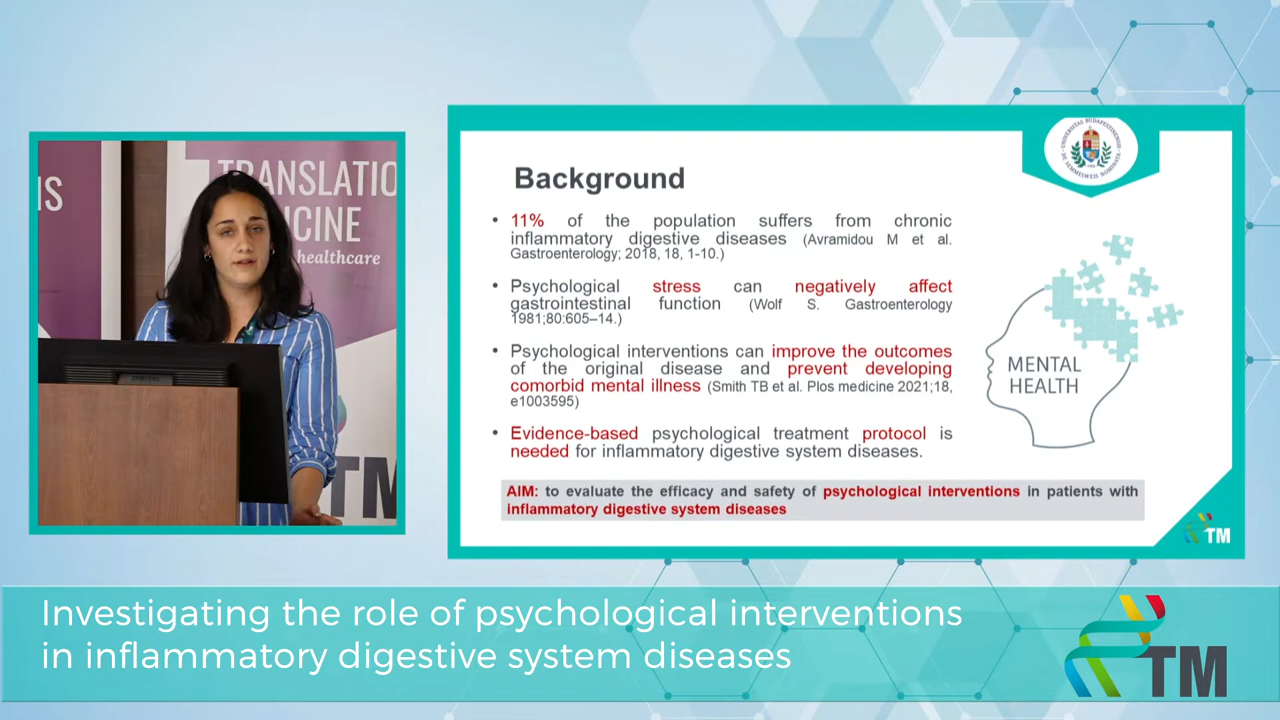 IS
TRANSLATIO
CINE
healthcare
TM
Background
• 11% of the population suffers from chronic
inflammatory digestive diseases (Avramidou M et al.
Gastroenterology; 2018, 18, 1-10.)
• Psychological stress can negatively affect
gastrointestinal function (Wolf S. Gastroenterology
1981;80:605–14.)
• Psychological interventions can improve the outcomes
of the original disease and prevent developing
comorbid mental illness (Smith TB et al. Plos medicine 2021;18,
e1003595)
• Evidence-based psychological treatment protocol is
needed for inflammatory digestive system diseases.
MENTAL
HEALTH
AIM: to evaluate the efficacy and safety of psychological interventions in patients with
inflammatory digestive system diseases
TM
Investigating the role of psychological interventions
in inflammatory digestive system diseases
TM